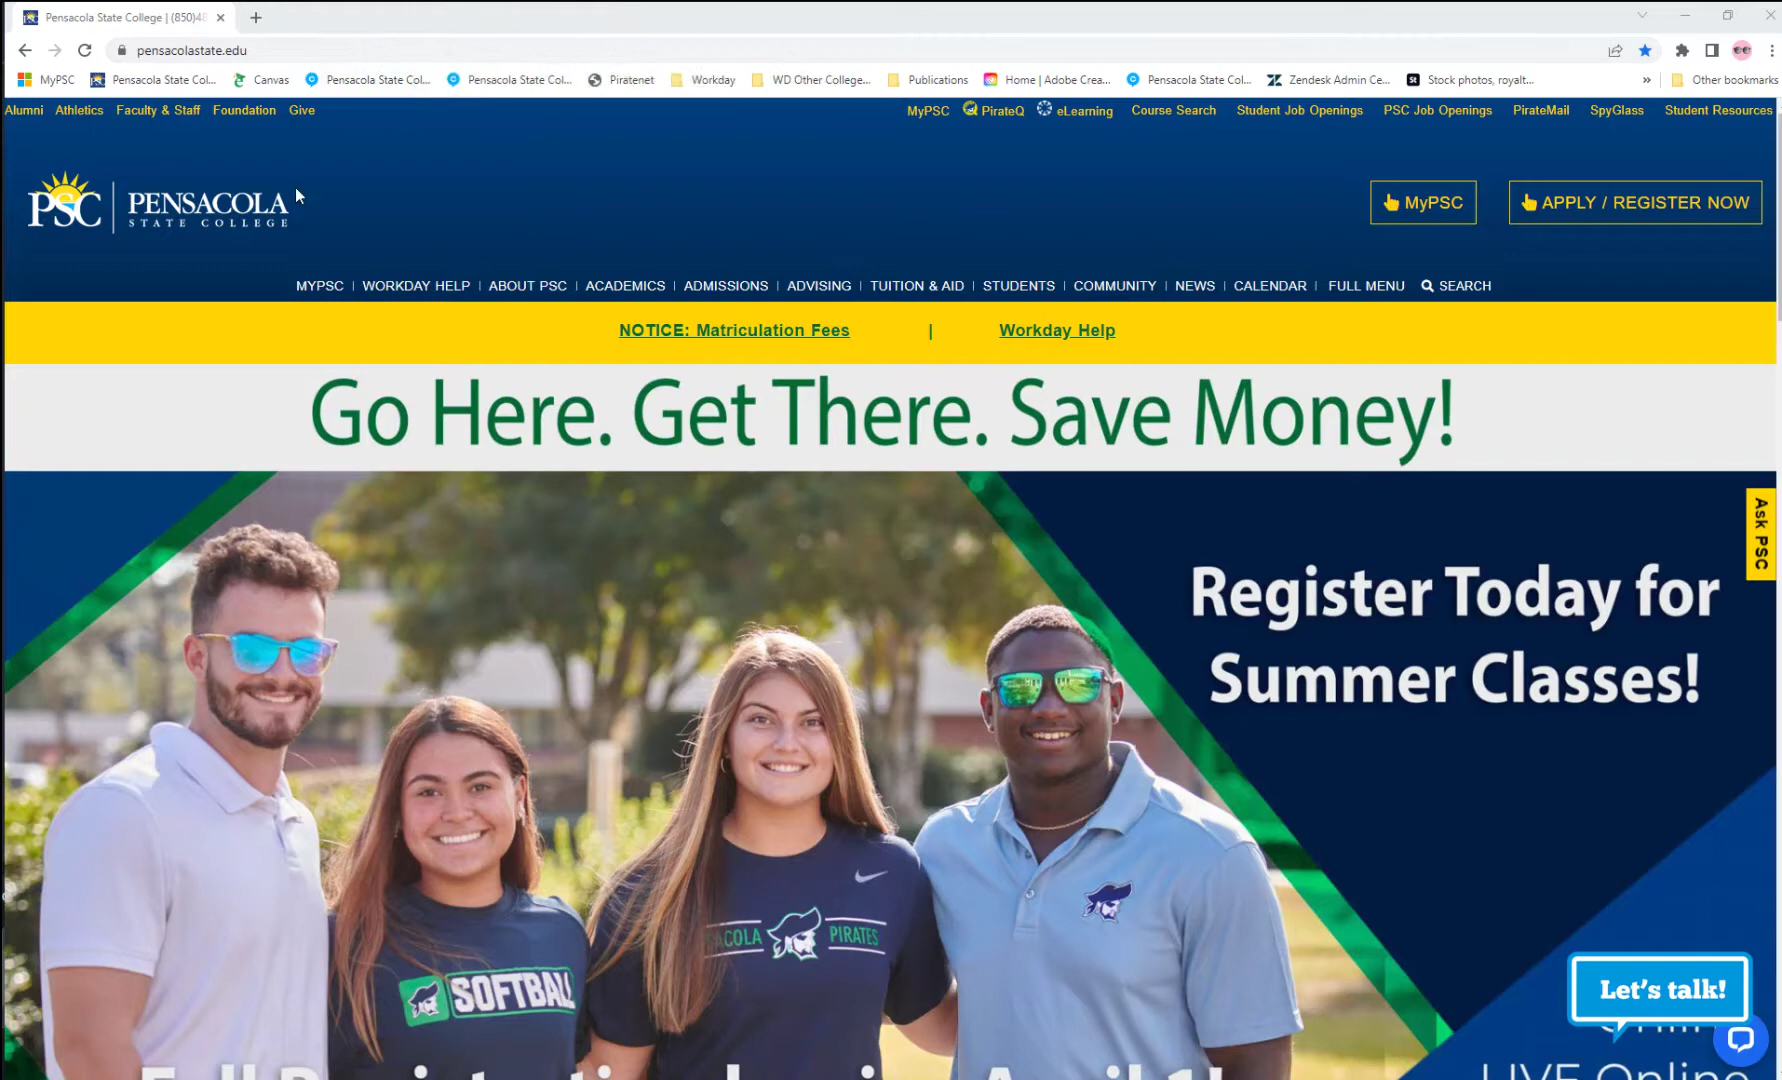 Pensacola State College | (850)48
pensacolastate.edu
MyPSC Pensacola State Col... Canvas Pensacola State Col... Pensacola State Col... Piratenet Workday WD Other College... Publications Home | Adobe Crea... Pensacola State Col... Zendesk Admin Ce... Stock photos, royalt... » Other bookmarks
Alumni Athletics Faculty & Staff Foundation Give MyPSC PirateQ eLearning Course Search Student Job Openings PSC Job Openings PirateMail SpyGlass Student Resources
PSC | PENSACOLA
STATE COLLEGE
MyPSC APPLY / REGISTER NOW
MYPSC | WORKDAY HELP | ABOUT PSC | ACADEMICS | ADMISSIONS | ADVISING | TUITION & AID | STUDENTS | COMMUNITY | NEWS | CALENDAR | FULL MENU SEARCH
NOTICE: Matriculation Fees | Workday Help
Go Here. Get There. Save Money!
Ask PSC
Register Today for
Summer Classes!
ACOLA PIRATES
SOFTBALL
Let's talk!
LIVE Online